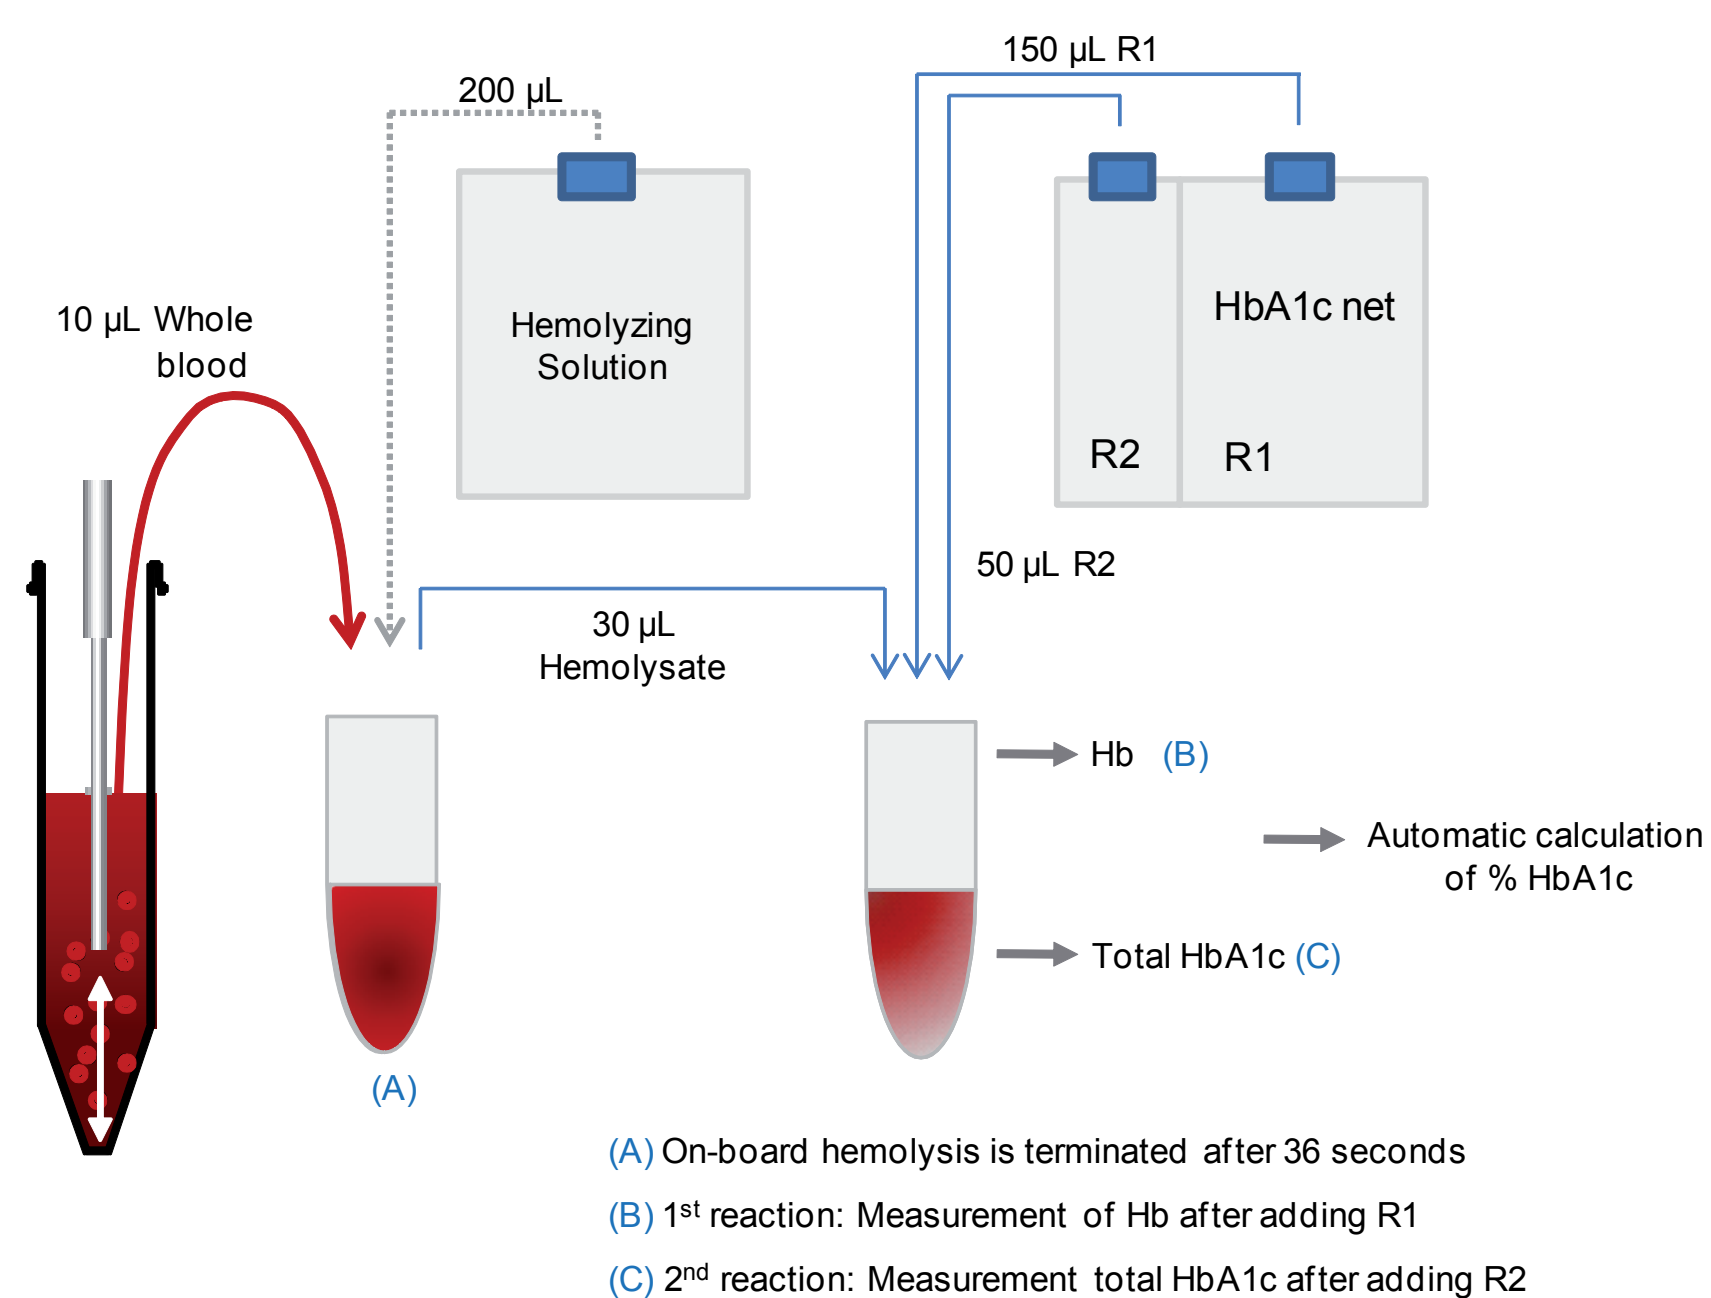 150 µL R1
200 µL
10 µL Whole
blood
Hemolyzing
Solution
HbA1c net
R2
R1
50 µL R2
30 µL
Hemolysate
Hb (B)
Automatic calculation
of % HbA1c
Total HbA1c (C)
(A)
(A) On-board hemolysis is terminated after 36 seconds
(B) 1st reaction: Measurement of Hb after adding R1
(C) 2nd reaction: Measurement total HbA1c after adding R2